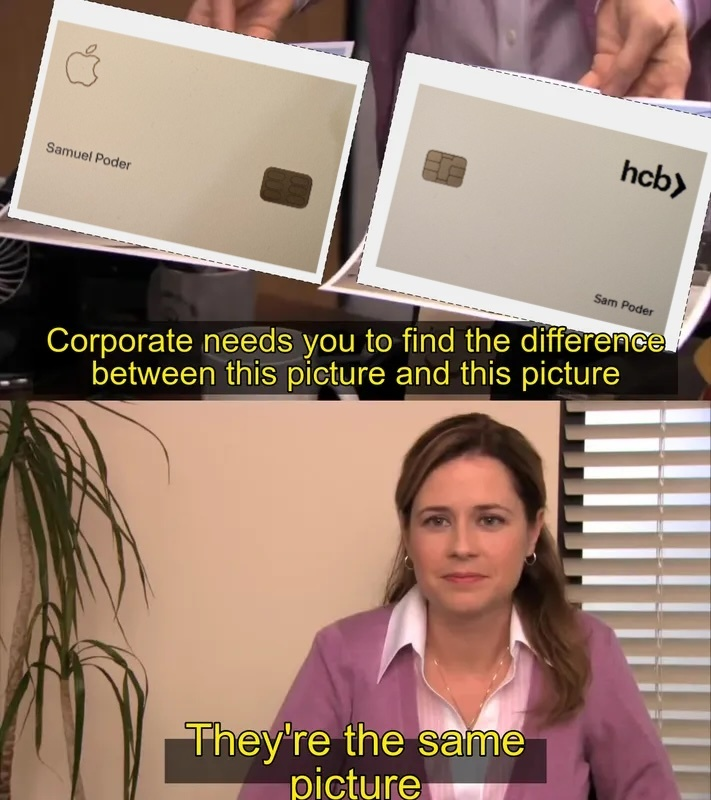 Samuel Poder
hcb
Sam Poder
Corporate needs you to find the difference
between this picture and this picture
They're the same
picture